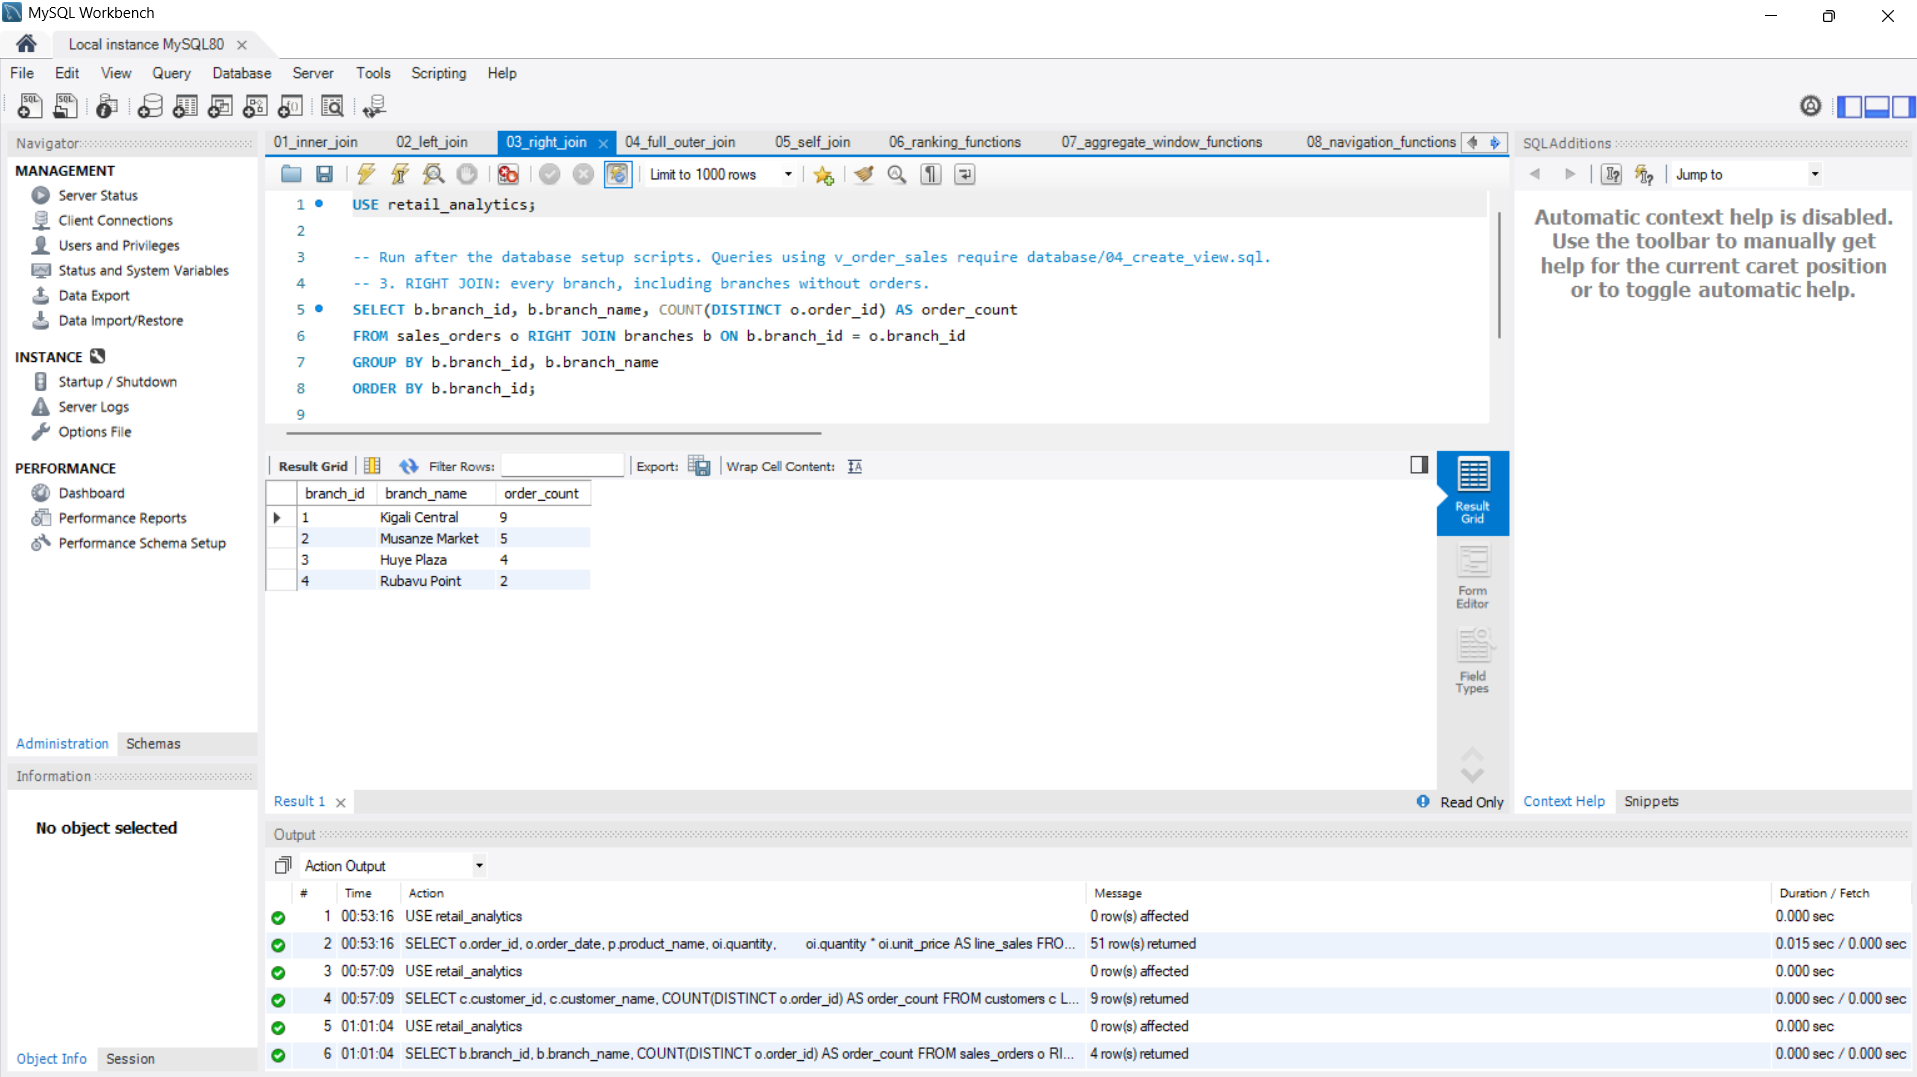 MySQL Workbench
Local instance MySQL80
File Edit View Query Database Server Tools Scripting Help
Navigator
MANAGEMENT
Server Status
Client Connections
Users and Privileges
Status and System Variables
Data Export
Data Import/Restore
INSTANCE
Startup / Shutdown
Server Logs
Options File
PERFORMANCE
Dashboard
Performance Reports
Performance Schema Setup
Administration Schemas
Information
No object selected
Object Info Session
01_inner_join 02_left_join 03_right_join 04_full_outer_join 05_self_join 06_ranking_functions 07_aggregate_window_functions 08_navigation_functions
Limit to 1000 rows
1 USE retail_analytics;
2
3 -- Run after the database setup scripts. Queries using v_order_sales require database/04_create_view.sql.
4 -- 3. RIGHT JOIN: every branch, including branches without orders.
5 SELECT b.branch_id, b.branch_name, COUNT(DISTINCT o.order_id) AS order_count
6 FROM sales_orders o RIGHT JOIN branches b ON b.branch_id = o.branch_id
7 GROUP BY b.branch_id, b.branch_name
8 ORDER BY b.branch_id;
9
Result Grid Filter Rows: Export: Wrap Cell Content:
branch_id branch_name order_count
1 Kigali Central 9
2 Musanze Market 5
3 Huye Plaza 4
4 Rubavu Point 2
Result Grid
Form Editor
Field Types
Result 1
Read Only
SQLAdditions
Jump to
Automatic context help is disabled.
Use the toolbar to manually get
help for the current caret position
or to toggle automatic help.
Context Help Snippets
Output
Action Output
# Time Action Message Duration / Fetch
1 00:53:16 USE retail_analytics 0 row(s) affected 0.000 sec
2 00:53:16 SELECT o.order_id, o.order_date, p.product_name, oi.quantity, oi.quantity * oi.unit_price AS line_sales FRO... 51 row(s) returned 0.015 sec / 0.000 sec
3 00:57:09 USE retail_analytics 0 row(s) affected 0.000 sec
4 00:57:09 SELECT c.customer_id, c.customer_name, COUNT(DISTINCT o.order_id) AS order_count FROM customers c L... 9 row(s) returned 0.000 sec / 0.000 sec
5 01:01:04 USE retail_analytics 0 row(s) affected 0.000 sec
6 01:01:04 SELECT b.branch_id, b.branch_name, COUNT(DISTINCT o.order_id) AS order_count FROM sales_orders o RI... 4 row(s) returned 0.000 sec / 0.000 sec